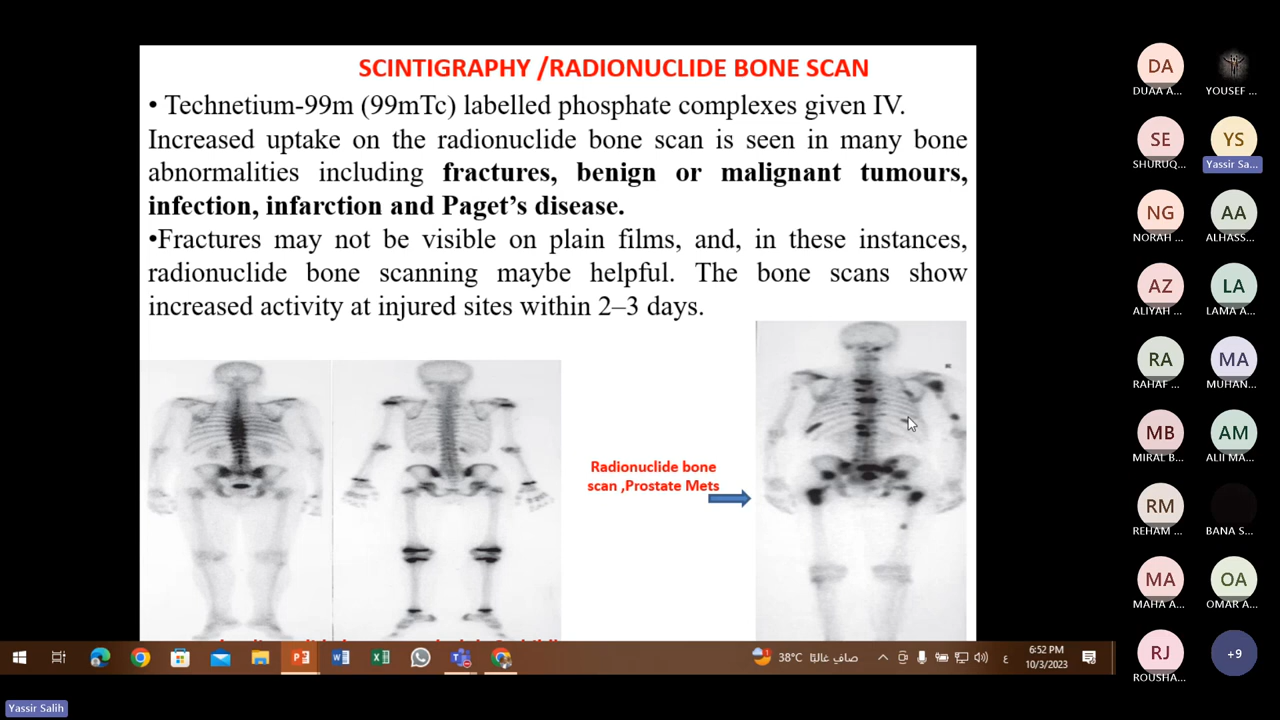 SCINTIGRAPHY /RADIONUCLIDE BONE SCAN
• Technetium-99m (99mTc) labelled phosphate complexes given IV.
Increased uptake on the radionuclide bone scan is seen in many bone
abnormalities including fractures, benign or malignant tumours,
infection, infarction and Paget's disease.
•Fractures may not be visible on plain films, and, in these instances,
radionuclide bone scanning maybe helpful. The bone scans show
increased activity at injured sites within 2–3 days.
Radionuclide bone
scan ,Prostate Mets
DA
DUAA A...
YOUSEF ...
SE
SHURUQ...
YS
Yassir Sa...
NG
NORAH ...
AA
ALHASS...
AZ
ALIYAH ...
LA
LAMA A...
RA
RAHAF ...
MA
MUHAN...
MB
MIRAL B...
AM
ALII MA...
RM
REHAM ...
BANA S...
MA
MAHA A...
OA
OMAR A...
RJ
ROUSHA...
+9
38°C صافي غالبًا
ع
6:52 PM
10/3/2023
Yassir Salih